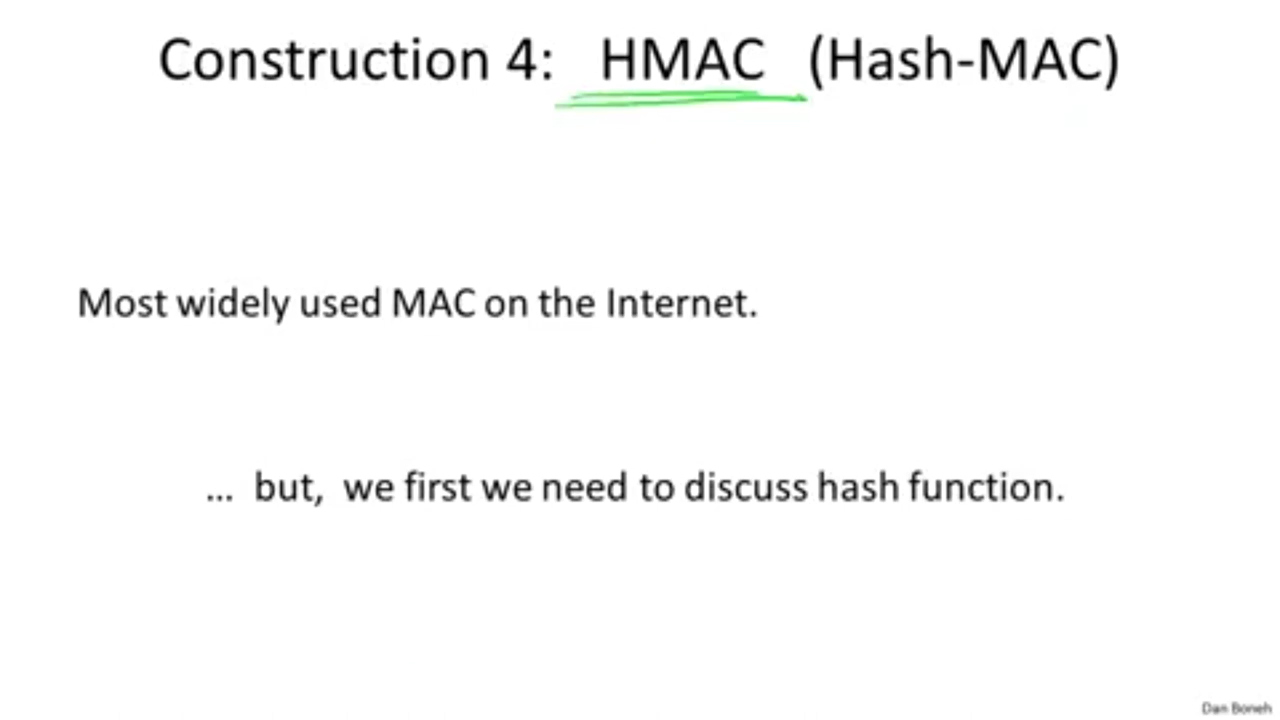 Construction 4: HMAC (Hash-MAC)
Most widely used MAC on the Internet.
... but, we first we need to discuss hash function.
Dan Boneh